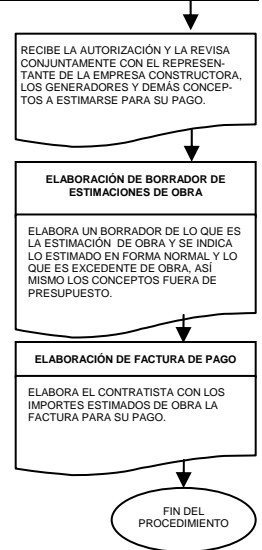 RECIBE LA AUTORIZACIÓN Y LA REVISA
CONJUNTAMENTE CON EL REPRESEN-
TANTE DE LA EMPRESA CONSTRUCTORA,
LOS GENERADORES Y DEMÁS CONCEP-
TOS A ESTIMARSE PARA SU PAGO.
ELABORACIÓN DE BORRADOR DE
ESTIMACIONES DE OBRA
ELABORA UN BORRADOR DE LO QUE ES
LA ESTIMACIÓN DE OBRA Y SE INDICA
LO ESTIMADO EN FORMA NORMAL Y LO
QUE ES EXCEDENTE DE OBRA, ASÍ
MISMO LOS CONCEPTOS FUERA DE
PRESUPUESTO.
ELABORACIÓN DE FACTURA DE PAGO
ELABORA EL CONTRATISTA CON LOS
IMPORTES ESTIMADOS DE OBRA LA
FACTURA PARA SU PAGO.
FIN DEL
PROCEDIMIENTO